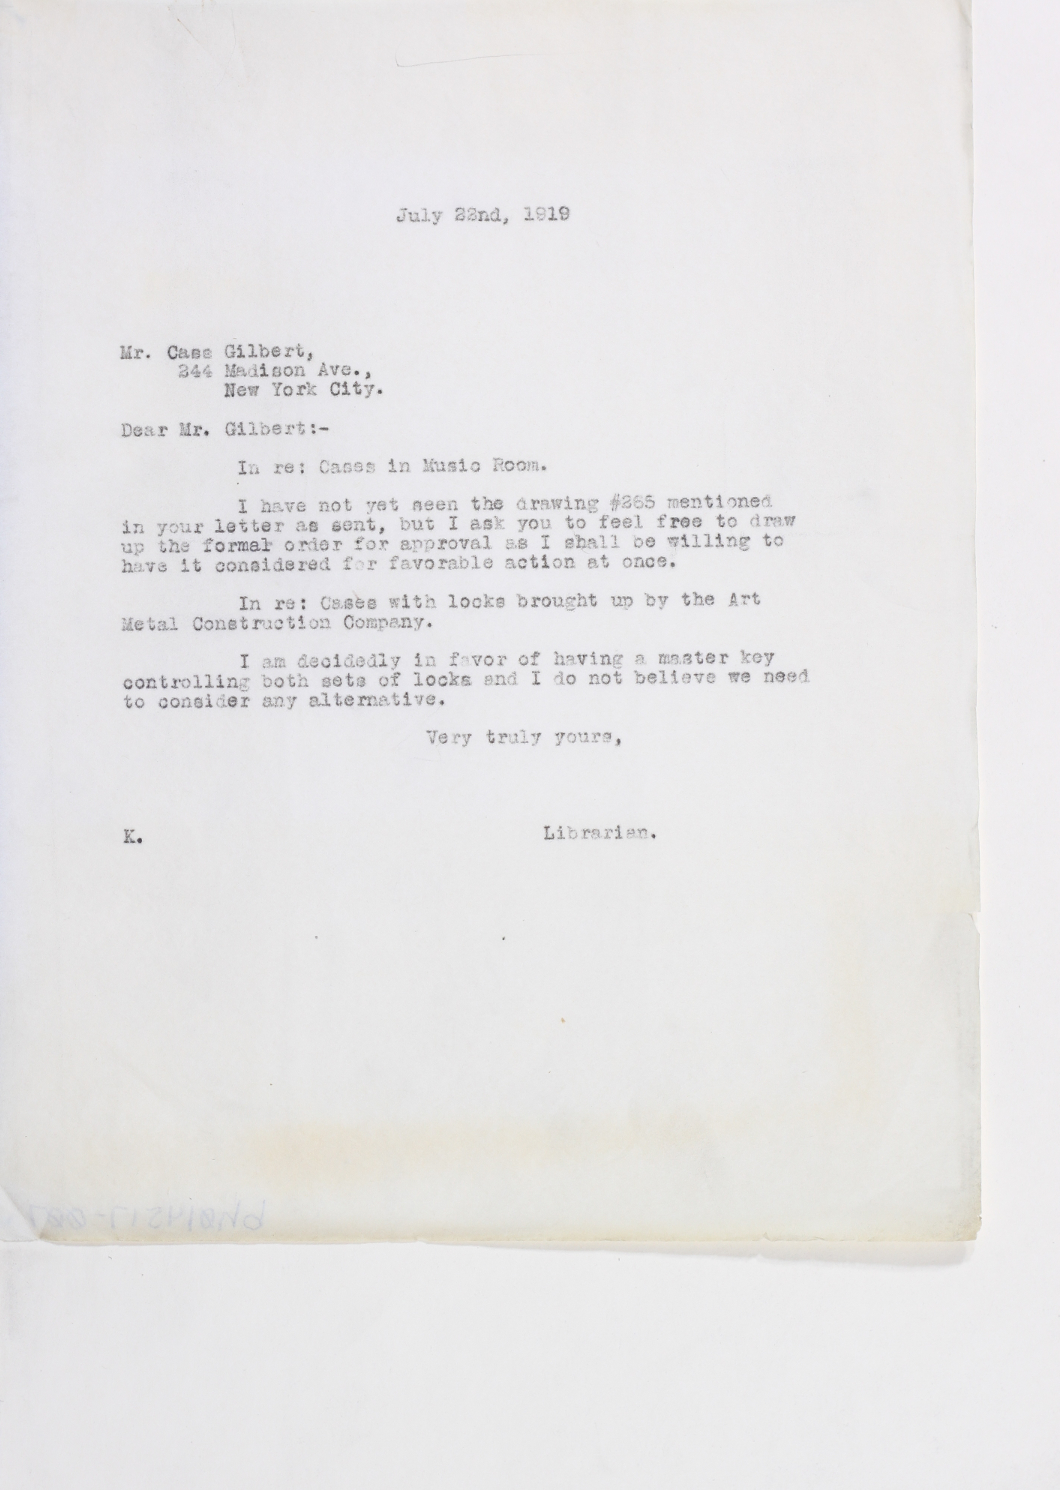 July 22nd, 1919
Mr. Cass Gilbert,
244 Madison Ave.,
New York City.
Dear Mr. Gilbert:-
In re: Cases in Music Room.
I have not yet seen the drawing #265 mentioned
in your letter as sent, but I ask you to feel free to draw
up the formal order for approval as I shall be willing to
have it considered for favorable action at once.
In re: Cases with locks brought up by the Art
Metal Construction Company.
I am decidedly in favor of having a master key
controlling both sets of locks and I do not believe we need
to consider any alternative.
Very truly yours,
K.
Librarian.